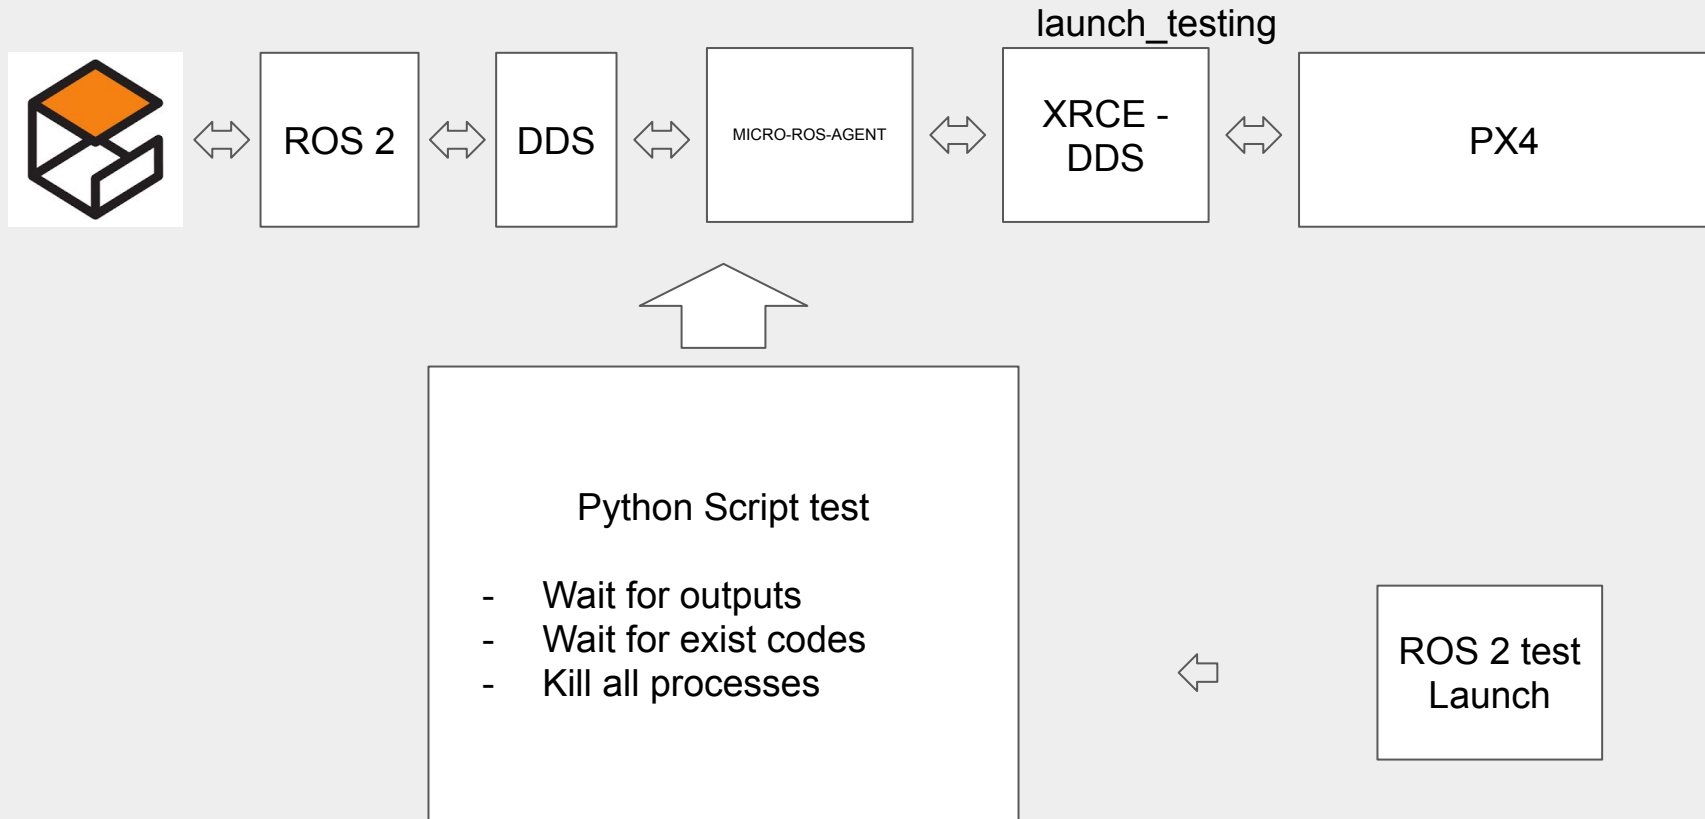 launch_testing
ROS 2
DDS
MICRO-ROS-AGENT
XRCE -
DDS
PX4
Python Script test
- Wait for outputs
- Wait for exist codes
- Kill all processes
ROS 2 test
Launch